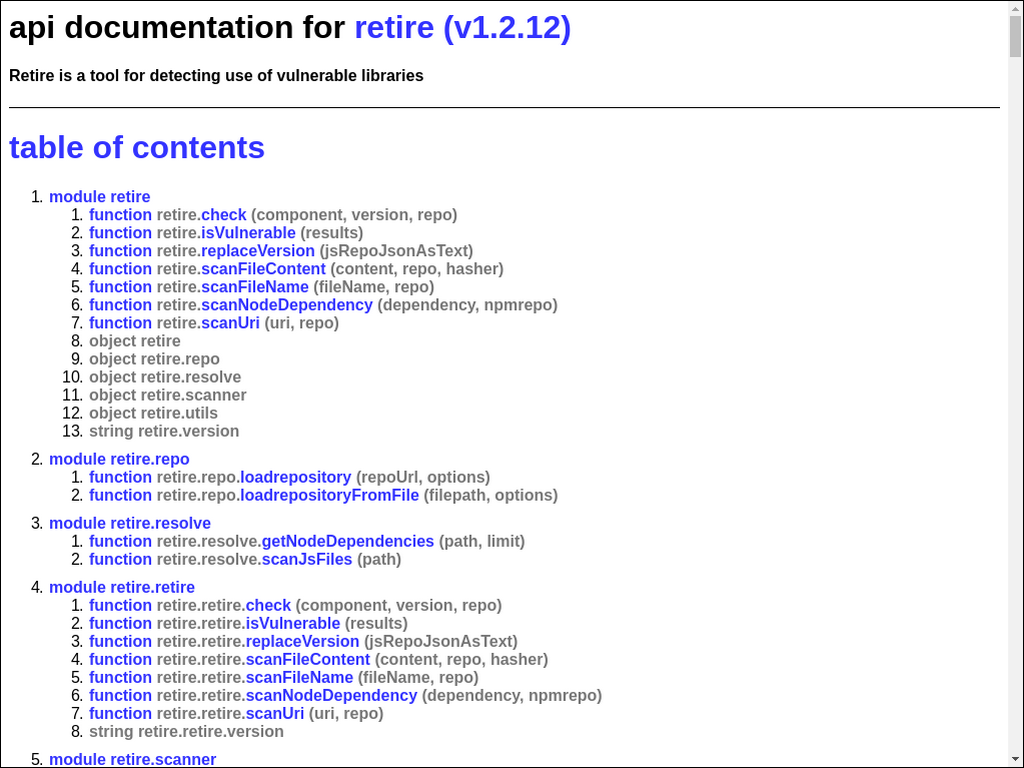 api documentation for retire (v1.2.12)
Retire is a tool for detecting use of vulnerable libraries
table of contents
1. module retire
1. function retire.check (component, version, repo)
2. function retire.isVulnerable (results)
3. function retire.replaceVersion (jsRepoJsonAsText)
4. function retire.scanFileContent (content, repo, hasher)
5. function retire.scanFileName (fileName, repo)
6. function retire.scanNodeDependency (dependency, npmrepo)
7. function retire.scanUri (uri, repo)
8. object retire
9. object retire.repo
10. object retire.resolve
11. object retire.scanner
12. object retire.utils
13. string retire.version
2. module retire.repo
1. function retire.repo.loadrepository (repoUrl, options)
2. function retire.repo.loadrepositoryFromFile (filepath, options)
3. module retire.resolve
1. function retire.resolve.getNodeDependencies (path, limit)
2. function retire.resolve.scanJsFiles (path)
4. module retire.retire
1. function retire.retire.check (component, version, repo)
2. function retire.retire.isVulnerable (results)
3. function retire.retire.replaceVersion (jsRepoJsonAsText)
4. function retire.retire.scanFileContent (content, repo, hasher)
5. function retire.retire.scanFileName (fileName, repo)
6. function retire.retire.scanNodeDependency (dependency, npmrepo)
7. function retire.retire.scanUri (uri, repo)
8. string retire.retire.version
5. module retire.scanner